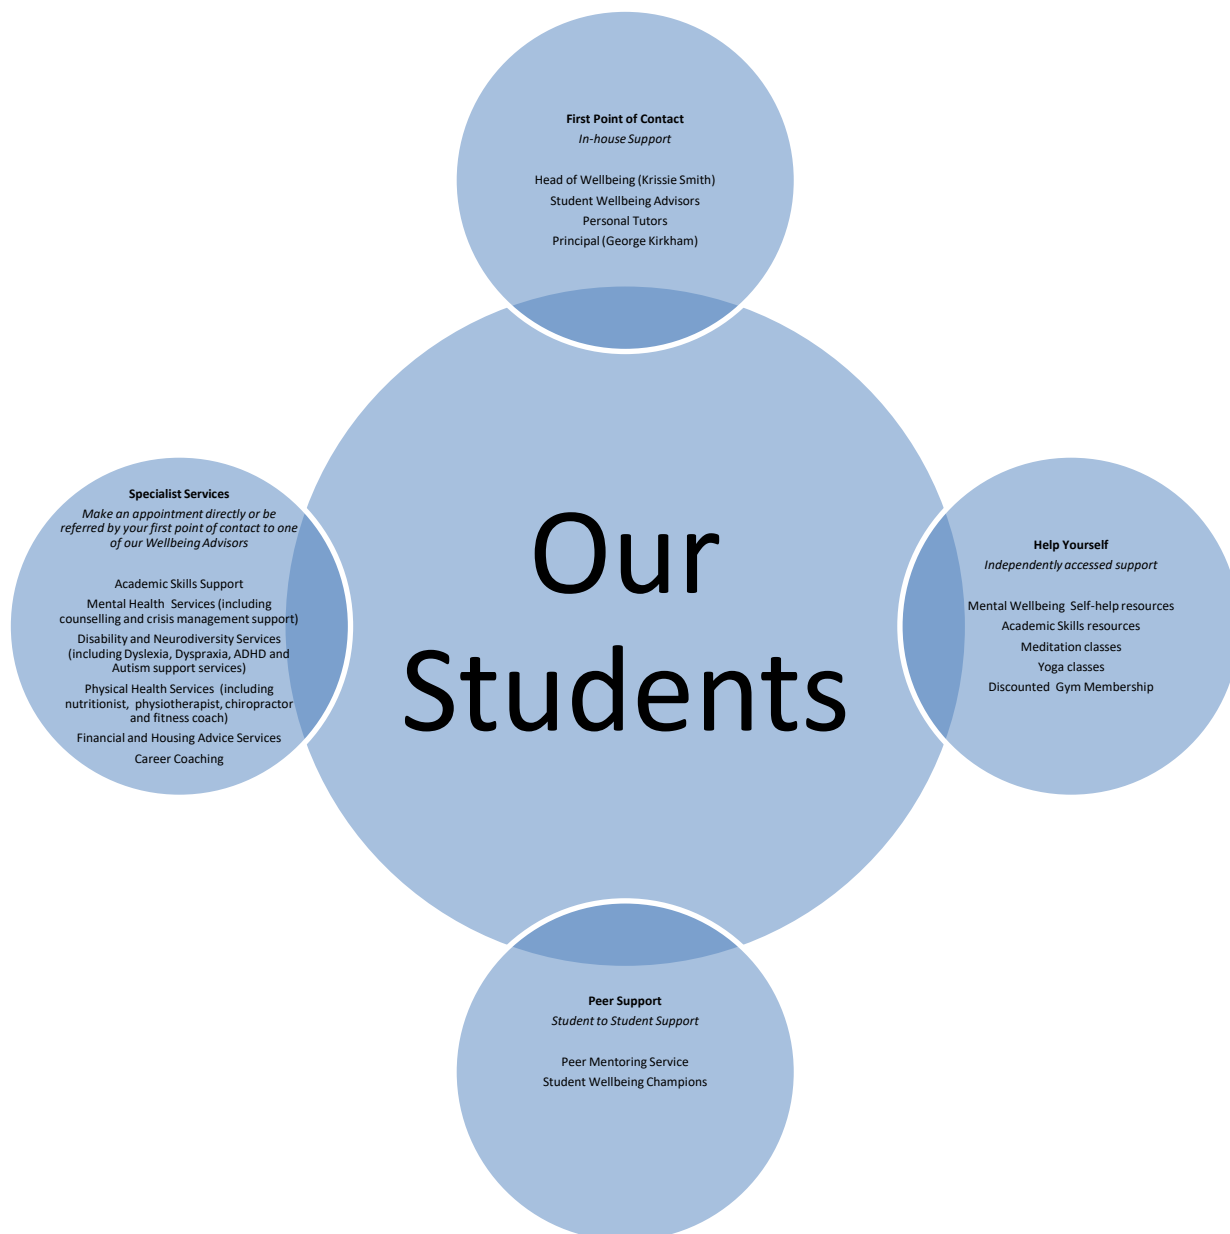 First Point of Contact
In-house Support
Head of Wellbeing (Krissie Smith)
Student Wellbeing Advisors
Personal Tutors
Principal (George Kirkham)
Specialist Services
Make an appointment directly or be
referred by your first point of contact to one
of our Wellbeing Advisors
Academic Skills Support
Mental Health Services (including
counselling and crisis management support)
Disability and Neurodiversity Services
(including Dyslexia, Dyspraxia, ADHD and
Autism support services)
Physical Health Services (including
nutritionist, physiotherapist, chiropractor
and fitness coach)
Financial and Housing Advice Services
Career Coaching
Our
Students
Help Yourself
Independently accessed support
Mental Wellbeing Self-help resources
Academic Skills resources
Meditation classes
Yoga classes
Discounted Gym Membership
Peer Support
Student to Student Support
Peer Mentoring Service
Student Wellbeing Champions